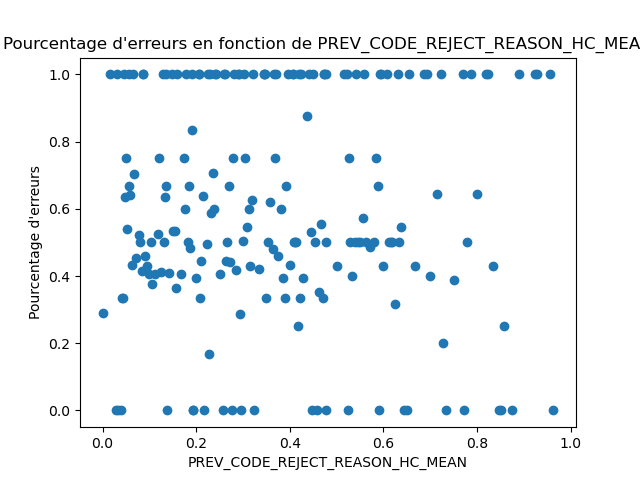 Pourcentage d'erreurs en fonction de PREV_CODE_REJECT_REASON_HC_MEA
1.0
0.8
0.6
0.4
0.2
0.0
Pourcentage d'erreurs
0.0 0.2 0.4 0.6 0.8 1.0
PREV_CODE_REJECT_REASON_HC_MEAN